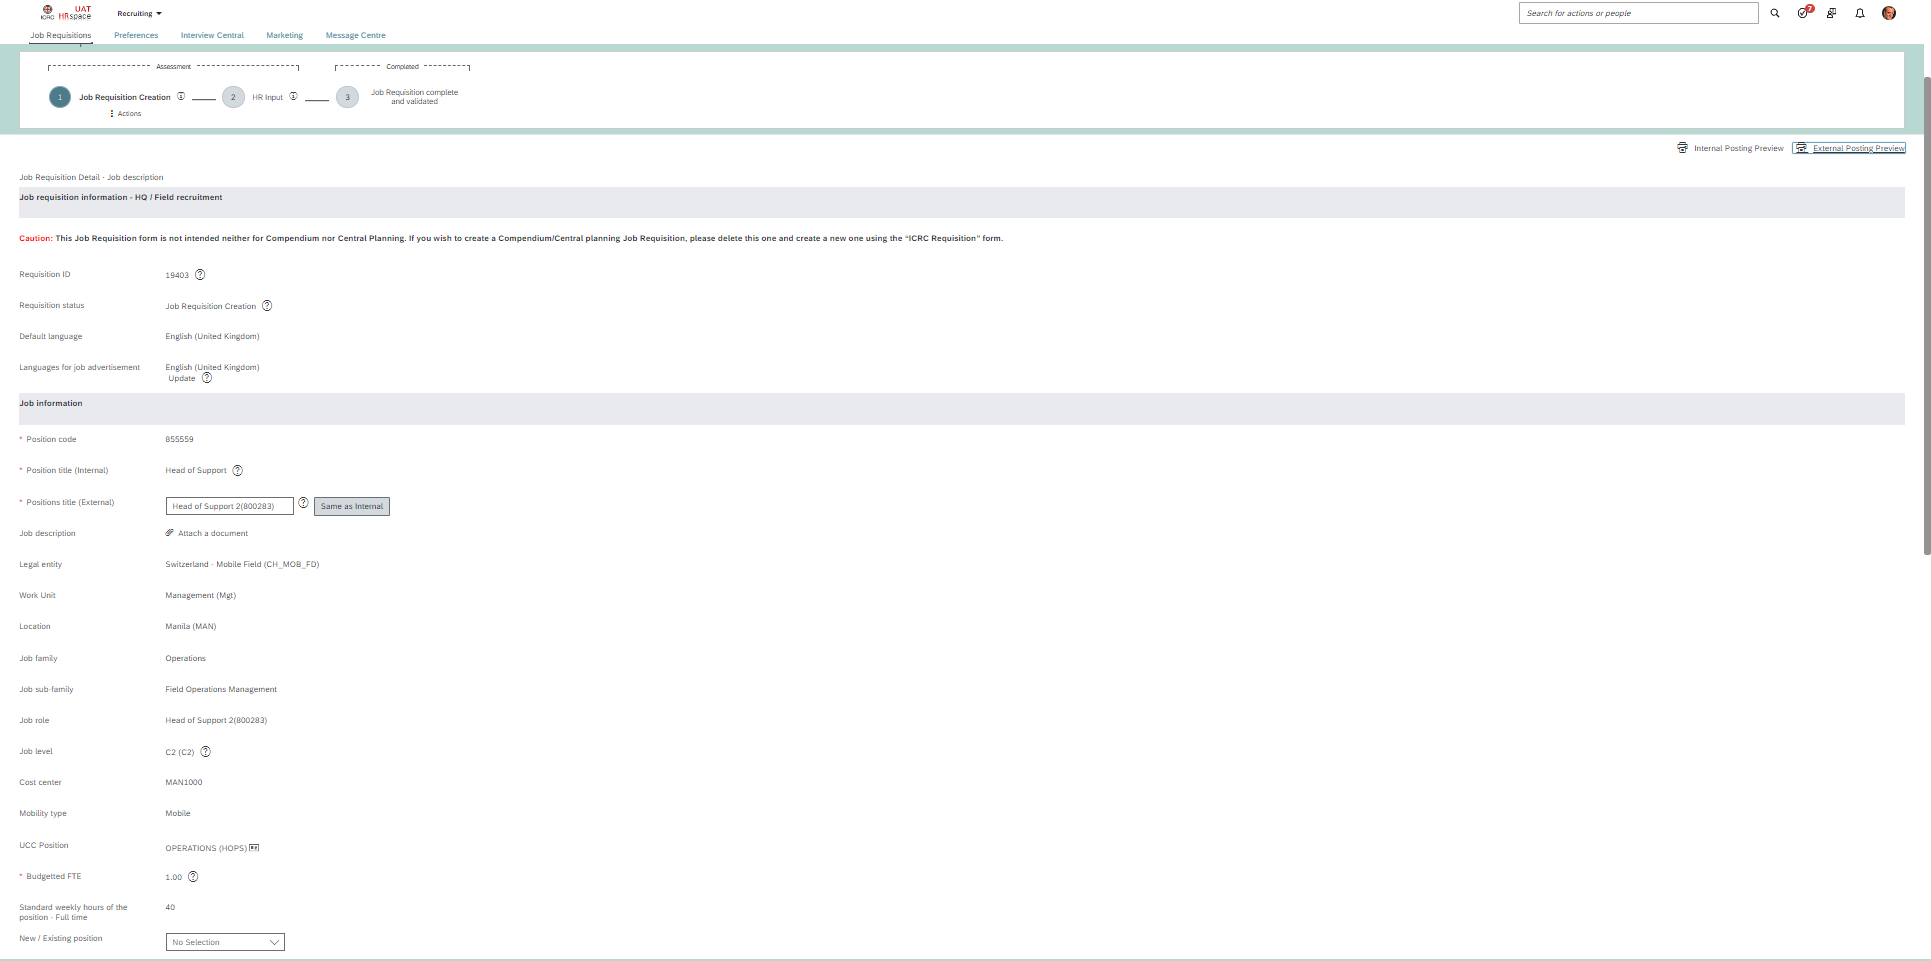 ICRC UAT HRspace
Recruiting
Search for actions or people
7
Job Requisitions Preferences Interview Central Marketing Message Centre
Assessment Completed
1 Job Requisition Creation 2 HR Input 3 Job Requisition complete and validated
Actions
Internal Posting Preview External Posting Preview
Job Requisition Detail - Job description
Job requisition information - HQ / Field recruitment
Caution: This Job Requisition form is not intended neither for Compendium nor Central Planning. If you wish to create a Compendium/Central planning Job Requisition, please delete this one and create a new one using the “ICRC Requisition” form.
Requisition ID 19403
Requisition status Job Requisition Creation
Default language English (United Kingdom)
Languages for job advertisement English (United Kingdom)
Update
Job information
* Position code 855559
* Position title (Internal) Head of Support
* Positions title (External) Head of Support 2(800283) Same as Internal
Job description Attach a document
Legal entity Switzerland - Mobile Field (CH_MOB_FD)
Work Unit Management (Mgt)
Location Manila (MAN)
Job family Operations
Job sub-family Field Operations Management
Job role Head of Support 2(800283)
Job level C2 (C2)
Cost center MAN1000
Mobility type Mobile
UCC Position OPERATIONS (HOPS)
* Budgetted FTE 1.00
Standard weekly hours of the 40
position - Full time
New / Existing position No Selection